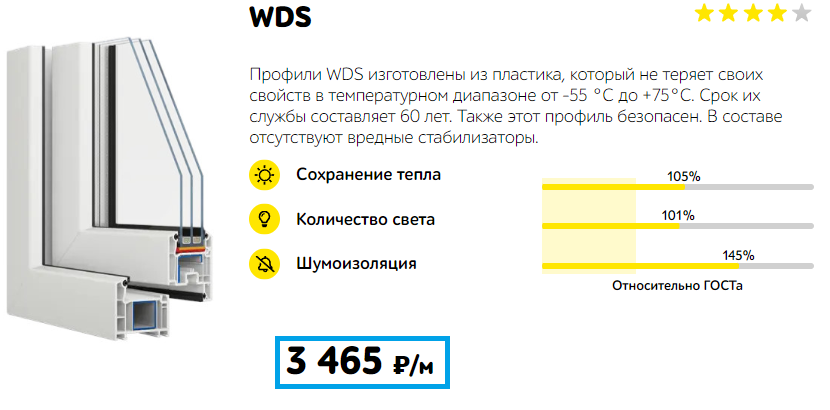 WDS
Профили WDS изготовлены из пластика, который не теряет своих
свойств в температурном диапазоне от -55 °C до +75°C. Срок их
службы составляет 60 лет. Также этот профиль безопасен. В составе
отсутствуют вредные стабилизаторы.
Сохранение тепла
105%
Количество света
101%
Шумоизоляция
145%
Относительно ГОСТа
3 465 ₽/м